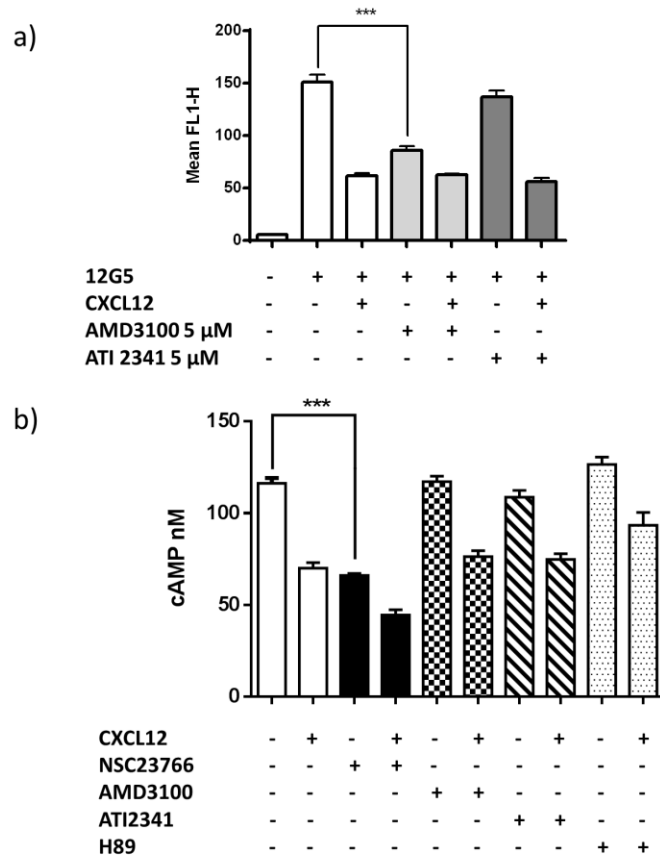 a)
***
200
150
100
50
0
Mean FL1-H
12G5 - + + + + + +
CXCL12 - - + - + - +
AMD3100 5 µM - - - + + - -
ATI 2341 5 µM - - - - - + +
b)
***
150
100
50
0
cAMP nM
CXCL12 - + - + - + - + - +
NSC23766 - - + + - - - - - -
AMD3100 - - - - + + - - - -
ATI2341 - - - - - - + + - -
H89 - - - - - - - - + +